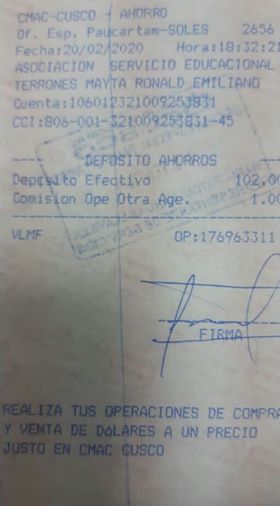 CMAC-CUSCO - AHORRO
Of. Esp. Paucartam-SOLES 2656
Fecha:20/02/2020 Hora:18:32:21
ASOCIACION SERVICIO EDUCACIONAL
TERRONES MAYTA RONALD EMILIANO
Cuenta:106012321009253831
CCI:806-001-321009253831-45
---- DEPOSITO AHORROS ----
Deposito Efectivo 102.00
Comision Ope Otra Age. 1.00
VLMF OP:176963311
FIRMA
REALIZA TUS OPERACIONES DE COMPRA
Y VENTA DE DOLARES A UN PRECIO
JUSTO EN CMAC CUSCO